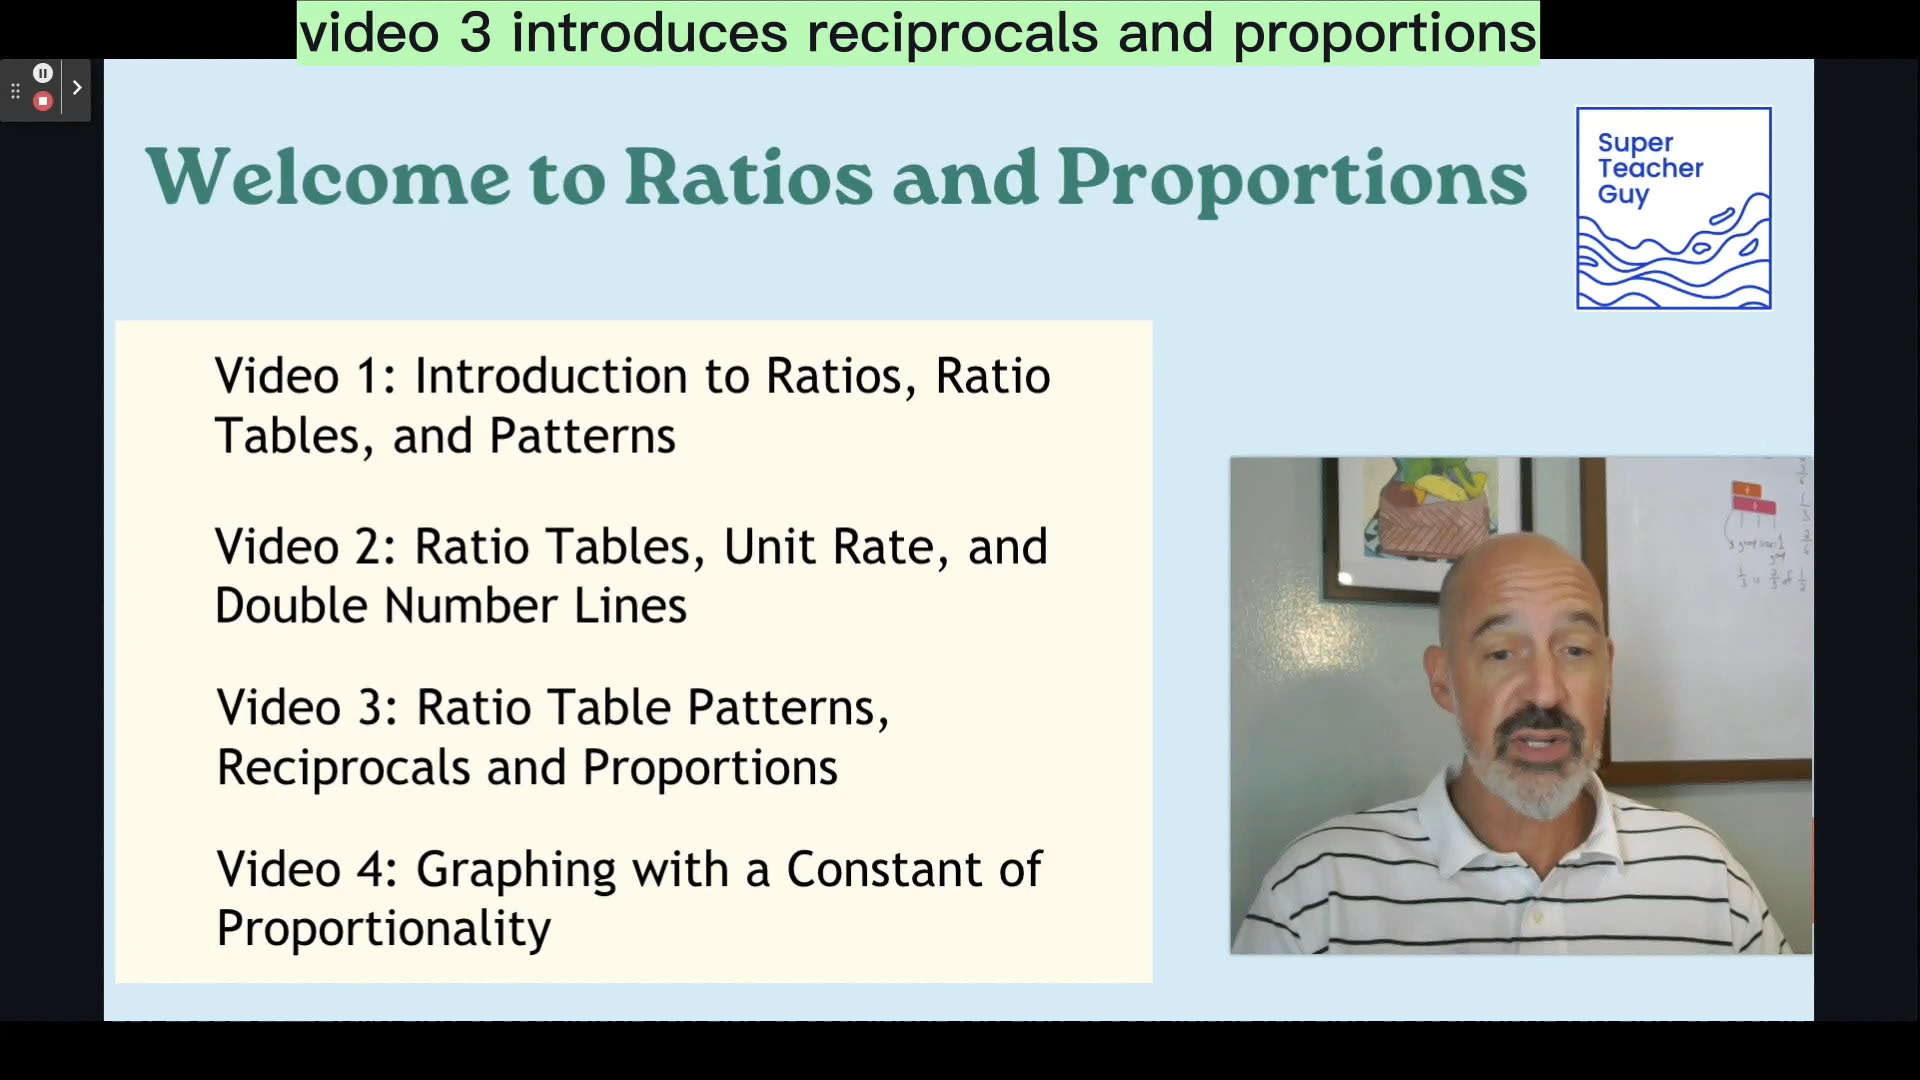 video 3 introduces reciprocals and proportions
Welcome to Ratios and Proportions
Super
Teacher
Guy
Video 1: Introduction to Ratios, Ratio
Tables, and Patterns
Video 2: Ratio Tables, Unit Rate, and
Double Number Lines
Video 3: Ratio Table Patterns,
Reciprocals and Proportions
Video 4: Graphing with a Constant of
Proportionality